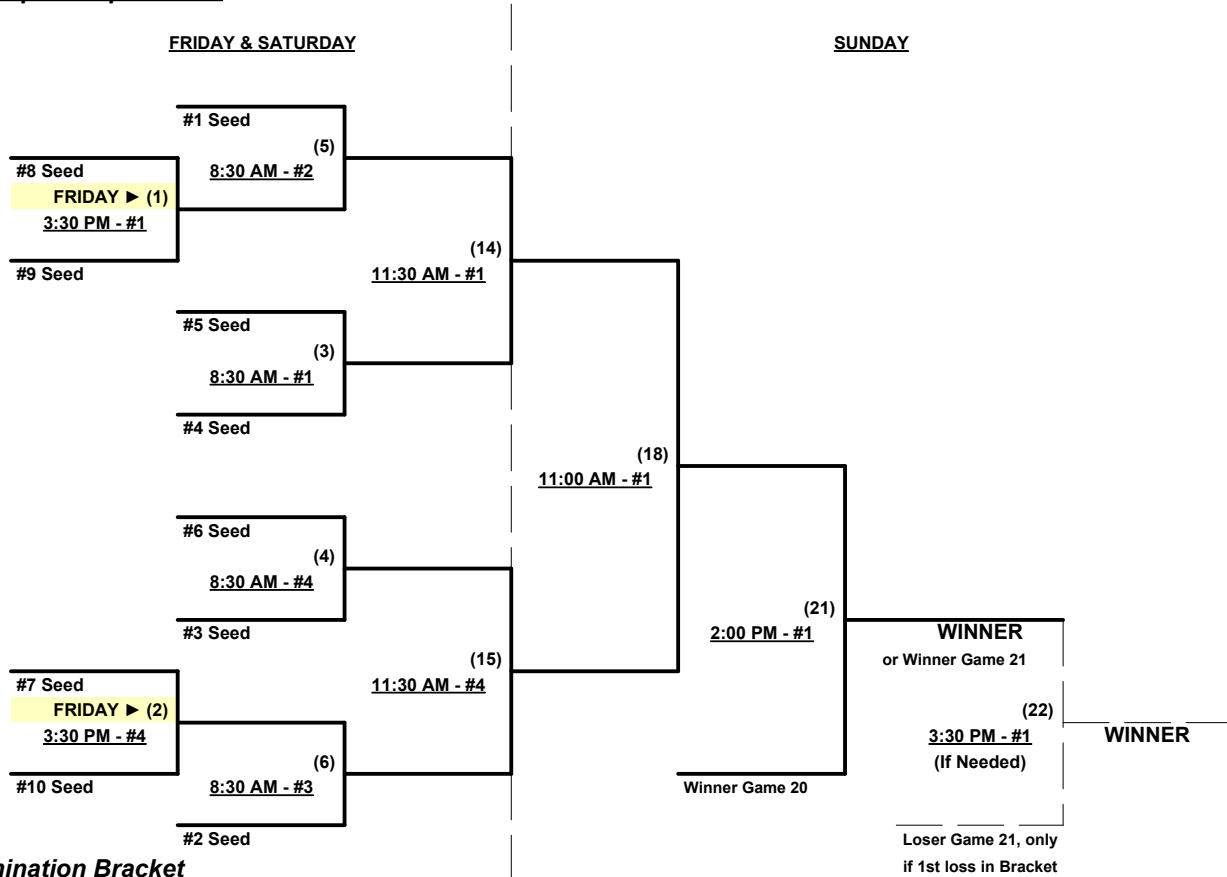 FRIDAY & SATURDAY
SUNDAY
#1 Seed
(5)
8:30 AM - #2
#8 Seed
FRIDAY ► (1)
3:30 PM - #1
#9 Seed
(14)
11:30 AM - #1
#5 Seed
(3)
8:30 AM - #1
#4 Seed
(18)
11:00 AM - #1
#6 Seed
(4)
8:30 AM - #4
#3 Seed
(21)
2:00 PM - #1
WINNER
or Winner Game 21
(15)
11:30 AM - #4
#7 Seed
FRIDAY ► (2)
3:30 PM - #4
#10 Seed
(22)
3:30 PM - #1
(If Needed)
WINNER
(6)
8:30 AM - #3
Winner Game 20
#2 Seed
Loser Game 21, only
if 1st loss in Bracket
mination Bracket